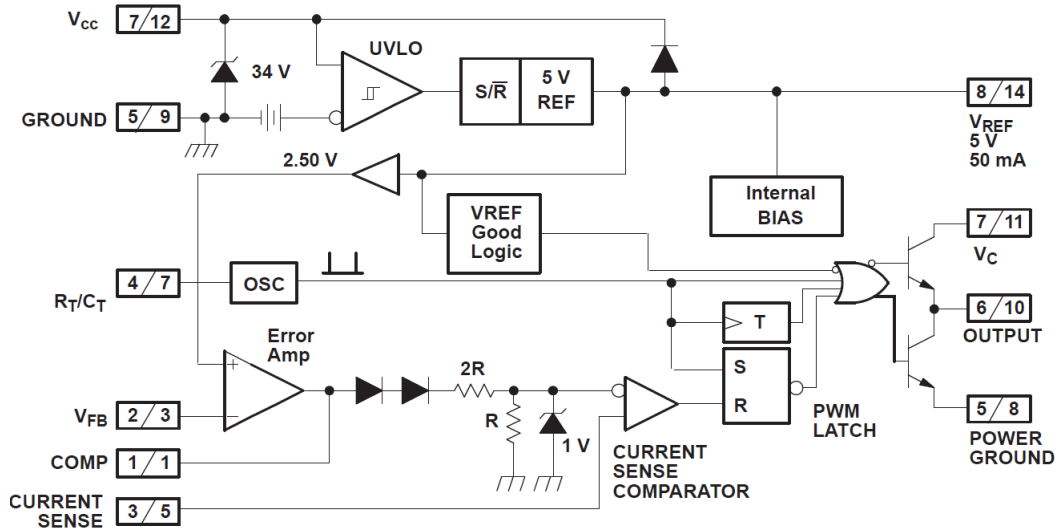 VCC
7/12
UVLO
34 V
S/R̅
5 V
REF
8/14
GROUND
5/9
VREF
5 V
50 mA
2.50 V
Internal
BIAS
VREF
Good
Logic
7/11
VC
4/7
RT/CT
OSC
T
6/10
OUTPUT
Error
Amp
2R
S
R
PWM
LATCH
VFB
2/3
R
1 V
5/8
POWER
GROUND
COMP
1/1
CURRENT
SENSE
COMPARATOR
CURRENT
SENSE
3/5